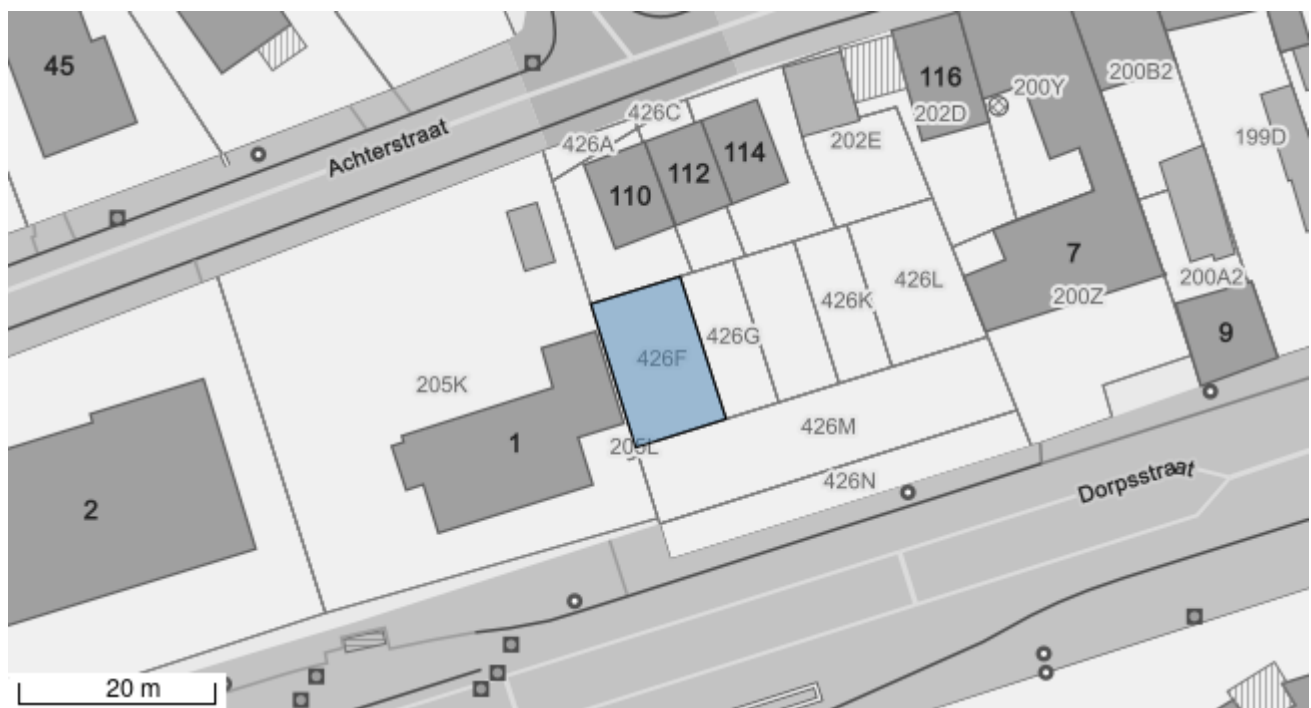 45
116
200Y
200B2
426C
202D
Achterstraat
426A
114
202E
199D
112
110
7
426L
200A2
426K
200Z
9
426G
426F
205K
426M
1
205L
426N
Dorpsstraat
2
20 m